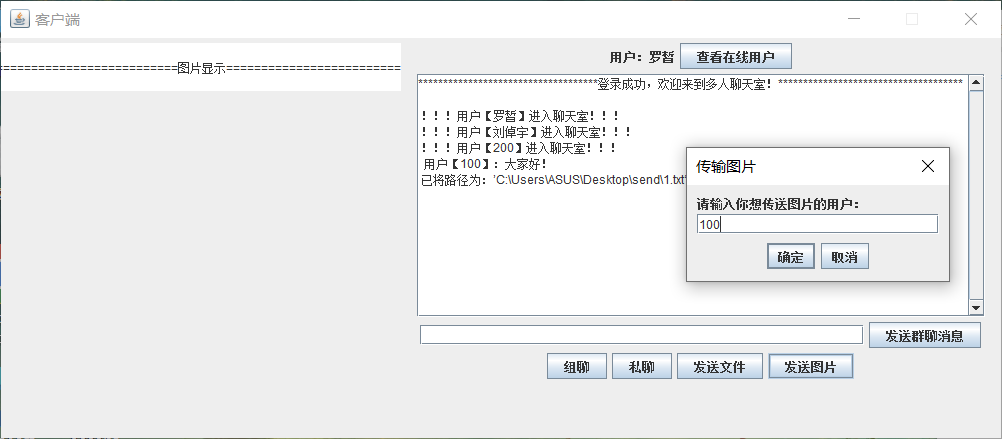 客户端
==========================图片显示==========================
用户：罗皙 查看在线用户
***********************************登录成功，欢迎来到多人聊天室！************************************
！！！用户【罗皙】进入聊天室！！！
！！！用户【刘倬宇】进入聊天室！！！
！！！用户【200】进入聊天室！！！
用户【100】：大家好！
已将路径为：'C:\Users\ASUS\Desktop\send\1.txt'
传输图片
请输入你想传送图片的用户：
100
确定 取消
发送群聊消息
组聊 私聊 发送文件 发送图片